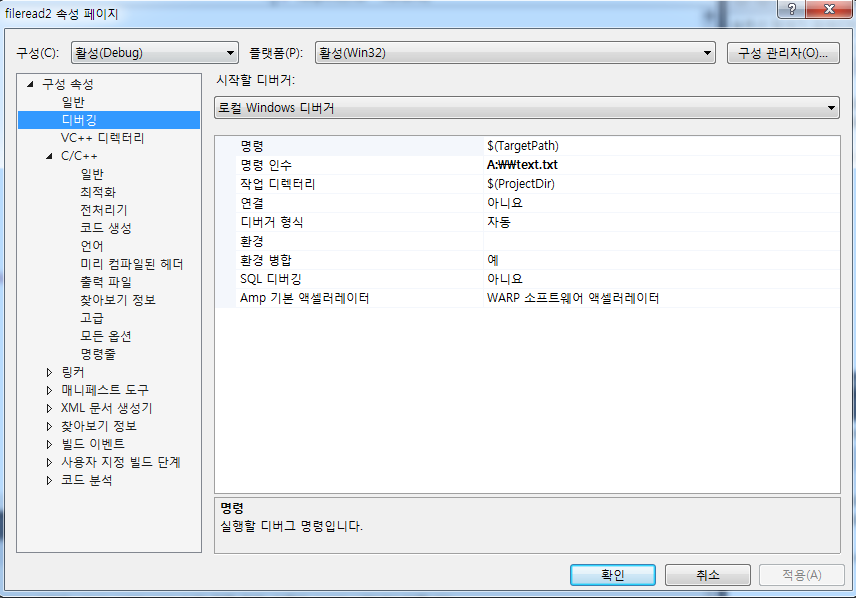 fileread2 속성 페이지
구성(C): 활성(Debug) 플랫폼(P): 활성(Win32) 구성 관리자(O)...
구성 속성
일반
디버깅
VC++ 디렉터리
C/C++
일반
최적화
전처리기
코드 생성
언어
미리 컴파일된 헤더
출력 파일
찾아보기 정보
고급
모든 옵션
명령줄
링커
매니페스트 도구
XML 문서 생성기
찾아보기 정보
빌드 이벤트
사용자 지정 빌드 단계
코드 분석
시작할 디버거:
로컬 Windows 디버거
명령 $(TargetPath)
명령 인수 A:₩₩text.txt
작업 디렉터리 $(ProjectDir)
연결 아니요
디버거 형식 자동
환경
환경 병합 예
SQL 디버깅 아니요
Amp 기본 액셀러레이터 WARP 소프트웨어 액셀러레이터
명령
실행할 디버그 명령입니다.
확인 취소 적용(A)